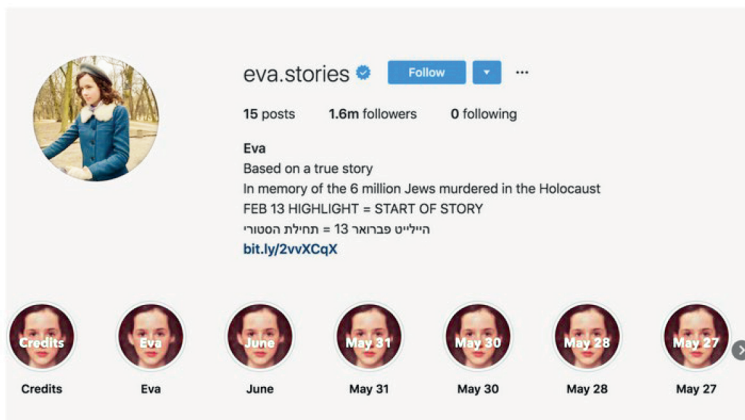 eva.stories
Follow
15 posts 1.6m followers 0 following
Eva
Based on a true story
In memory of the 6 million Jews murdered in the Holocaust
FEB 13 HIGHLIGHT = START OF STORY
היילייט פברואר 13 = תחילת הסטורי
bit.ly/2vvXCqX
Credits Eva June May 31 May 30 May 28 May 27
Credits Eva June May 31 May 30 May 28 May 27